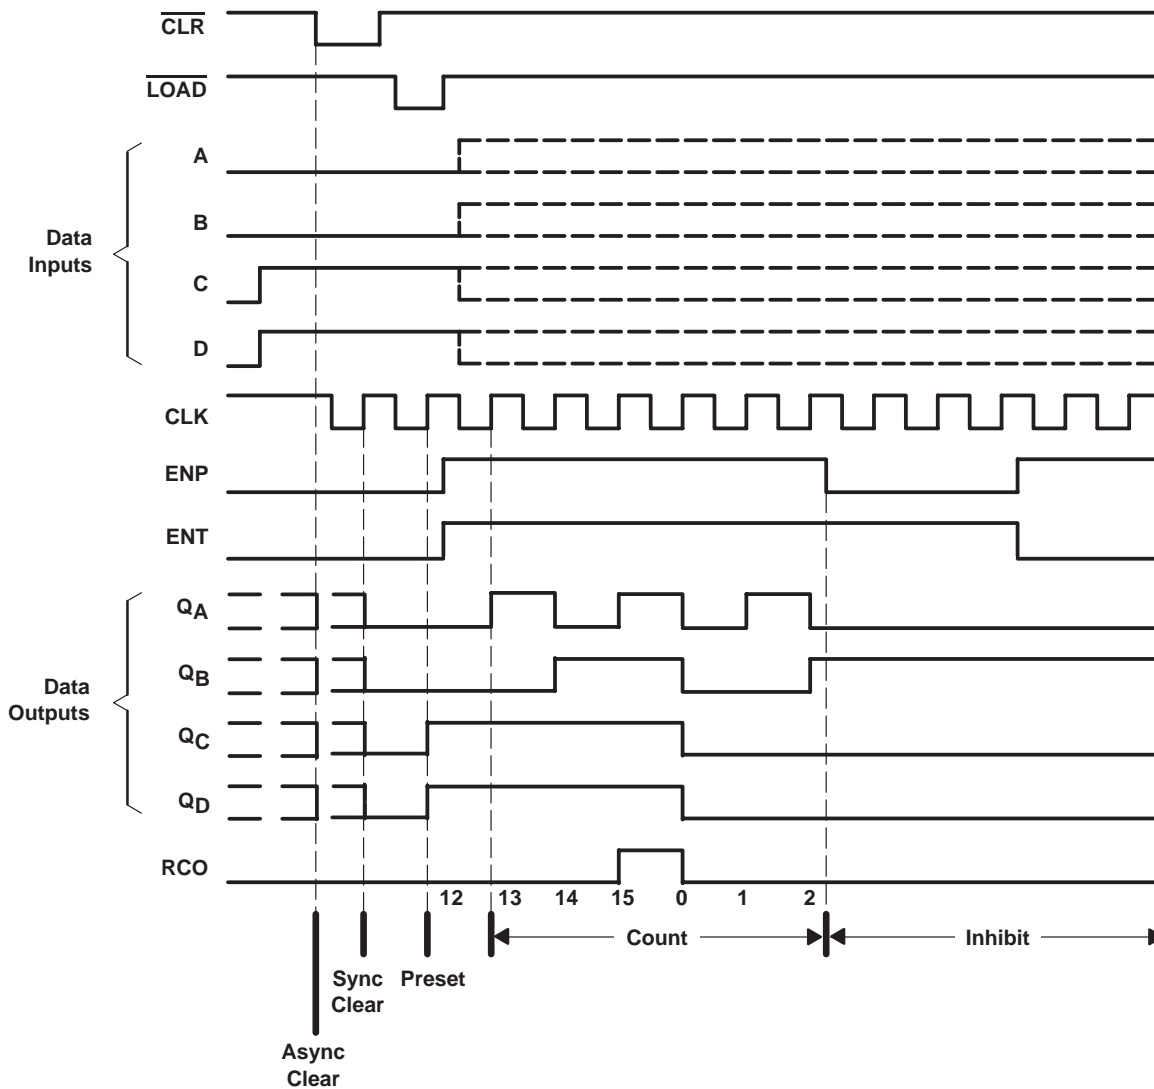 CLR
LOAD
A
B
Data
Inputs
C
D
CLK
ENP
ENT
QA
QB
Data
Outputs
QC
QD
RCO
12 13 14 15 0 1 2
Count Inhibit
Sync
Clear
Preset
Async
Clear